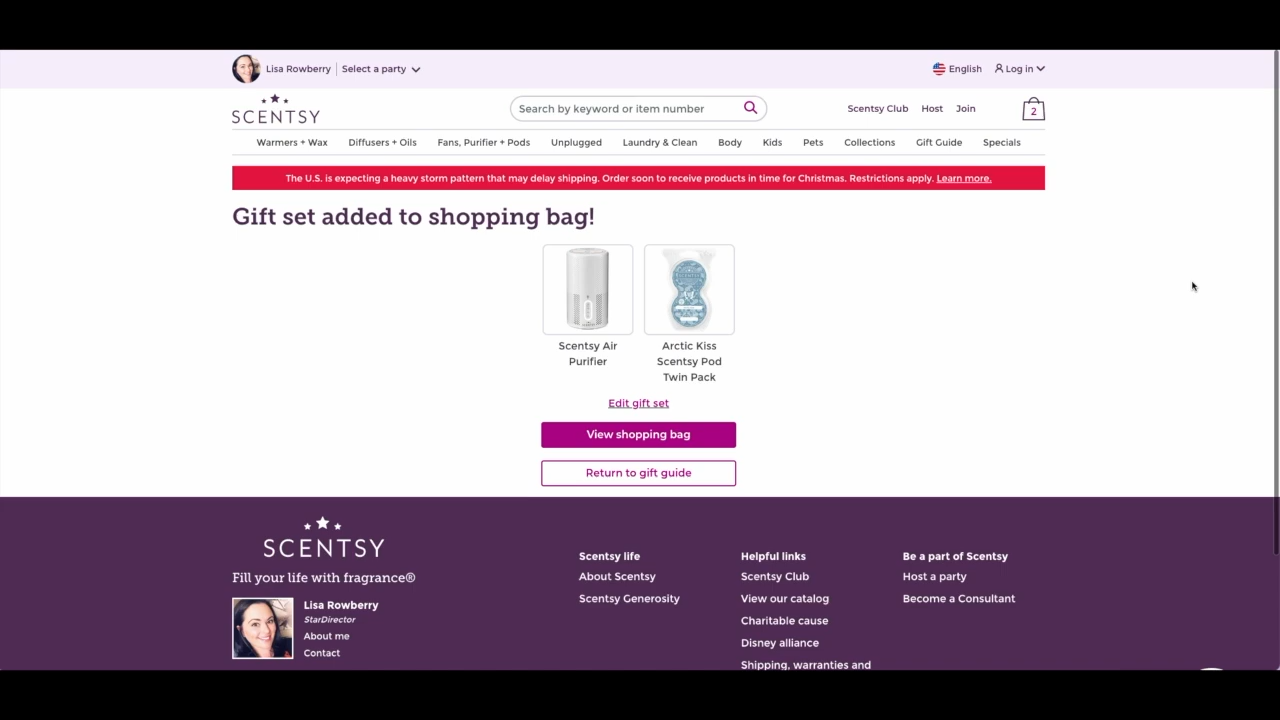 Lisa Rowberry Select a party English Log in
SCENTSY Search by keyword or item number Scentsy Club Host Join 2
Warmers + Wax Diffusers + Oils Fans, Purifier + Pods Unplugged Laundry & Clean Body Kids Pets Collections Gift Guide Specials
The U.S. is expecting a heavy storm pattern that may delay shipping. Order soon to receive products in time for Christmas. Restrictions apply. Learn more.
Gift set added to shopping bag!
Scentsy Air
Purifier
Arctic Kiss
Scentsy Pod
Twin Pack
Edit gift set
View shopping bag
Return to gift guide
SCENTSY
Fill your life with fragrance®
Lisa Rowberry
StarDirector
About me
Contact
Scentsy life
About Scentsy
Scentsy Generosity
Helpful links
Scentsy Club
View our catalog
Charitable cause
Disney alliance
Shipping, warranties and
Be a part of Scentsy
Host a party
Become a Consultant